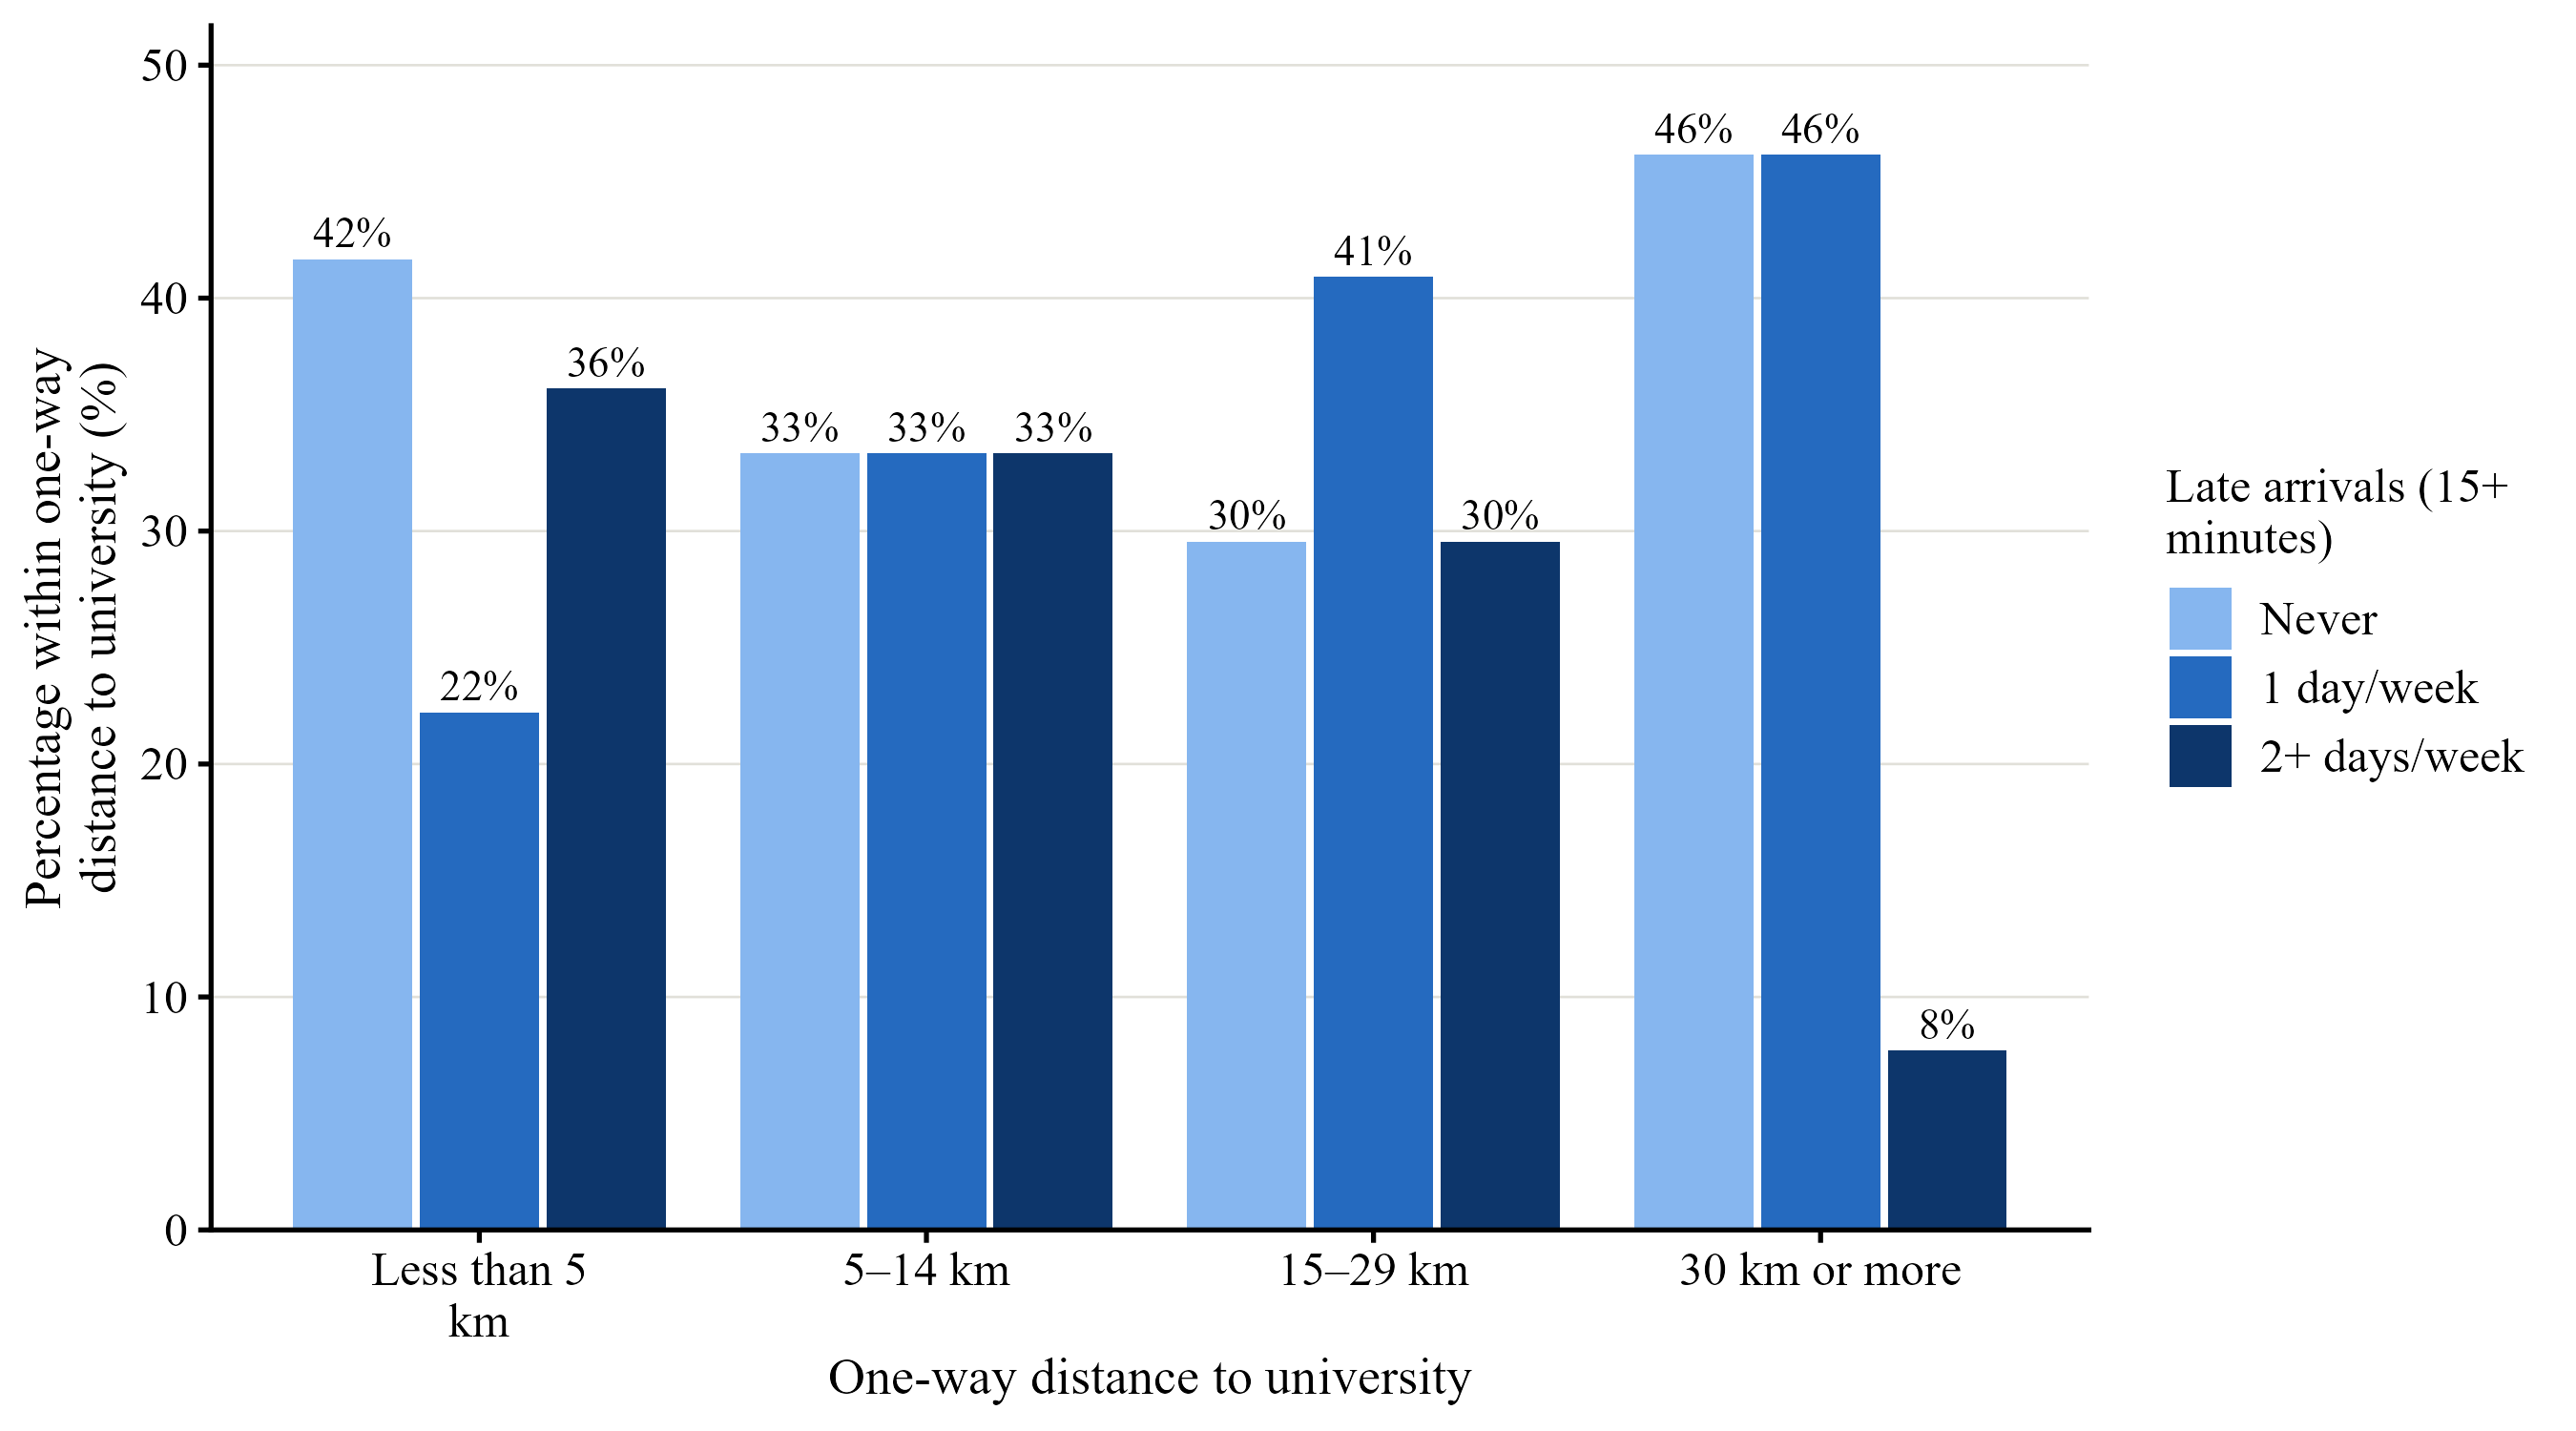 Percentage within one-way
distance to university (%)
50
40
30
20
10
0
42%
22%
36%
33%
33%
33%
30%
41%
30%
46%
46%
8%
Less than 5
km
5–14 km
15–29 km
30 km or more
One-way distance to university
Late arrivals (15+
minutes)
Never
1 day/week
2+ days/week